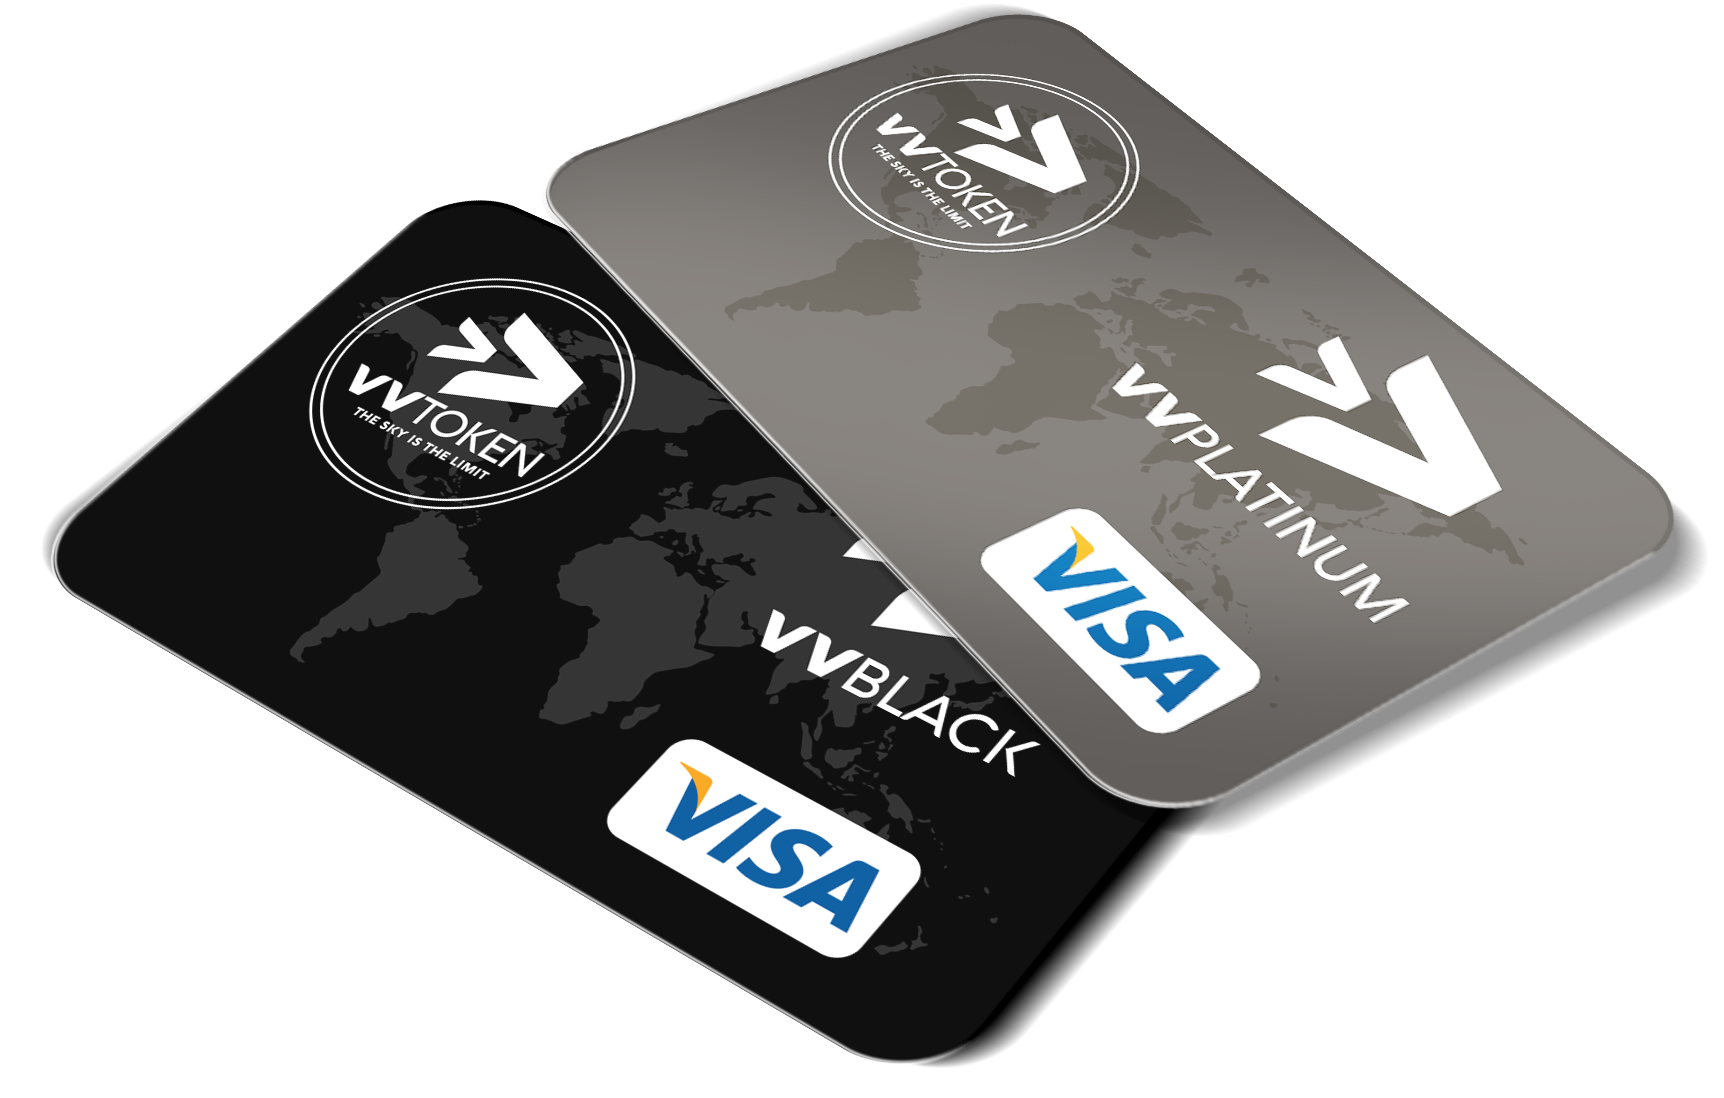 VVTOKEN
THE SKY IS THE LIMIT
VVPLATINUM
VISA
VVTOKEN
THE SKY IS THE LIMIT
VVBLACK
VISA